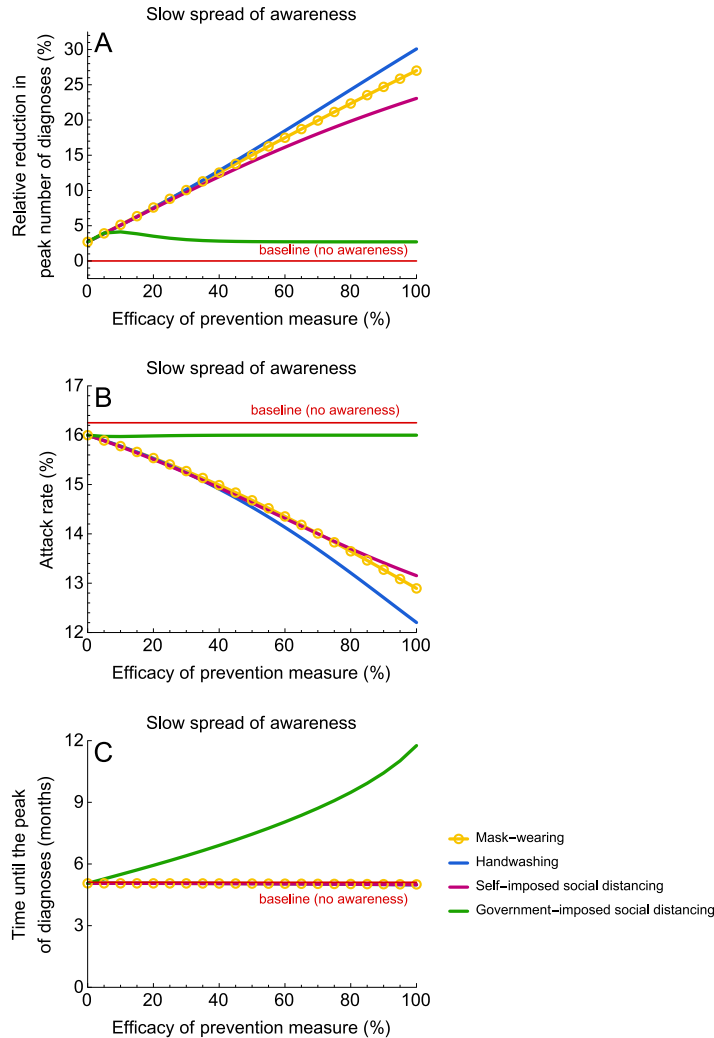 Slow spread of awareness
A
Relative reduction in
peak number of diagnoses (%)
30
25
20
15
10
5
0
baseline (no awareness)
0 20 40 60 80 100
Efficacy of prevention measure (%)
Slow spread of awareness
B
Attack rate (%)
17
16
15
14
13
12
baseline (no awareness)
0 20 40 60 80 100
Efficacy of prevention measure (%)
Slow spread of awareness
C
Time until the peak
of diagnoses (months)
12
9
6
3
0
baseline (no awareness)
0 20 40 60 80 100
Efficacy of prevention measure (%)
Mask−wearing
Handwashing
Self−imposed social distancing
Government−imposed social distancing